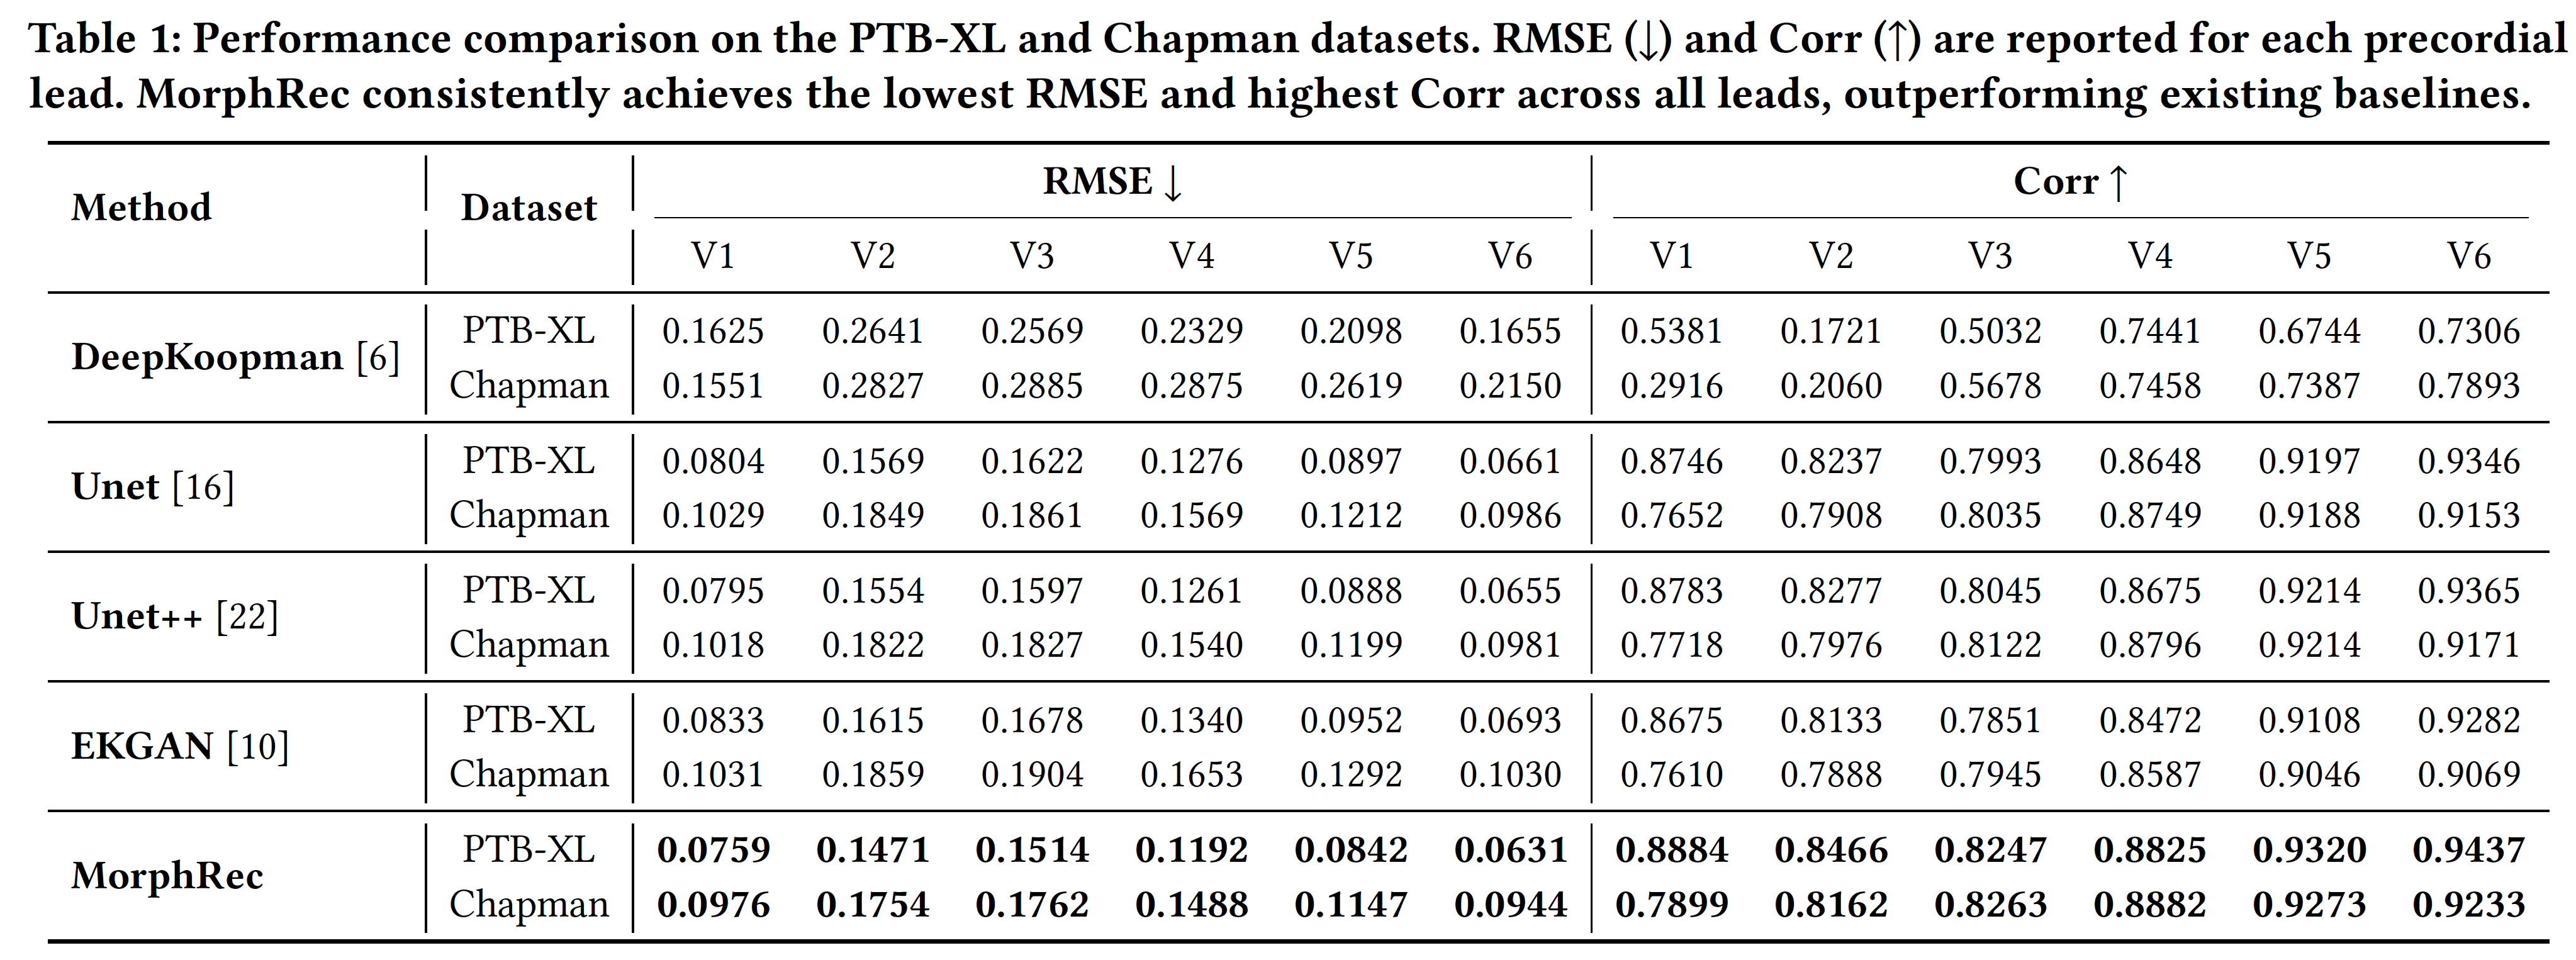 Table 1: Performance comparison on the PTB-XL and Chapman datasets. RMSE (↓) and Corr (↑) are reported for each precordial
lead. MorphRec consistently achieves the lowest RMSE and highest Corr across all leads, outperforming existing baselines.
Method Dataset RMSE ↓ Corr ↑
V1 V2 V3 V4 V5 V6 V1 V2 V3 V4 V5 V6
DeepKoopman [6]
PTB-XL 0.1625 0.2641 0.2569 0.2329 0.2098 0.1655 0.5381 0.1721 0.5032 0.7441 0.6744 0.7306
Chapman 0.1551 0.2827 0.2885 0.2875 0.2619 0.2150 0.2916 0.2060 0.5678 0.7458 0.7387 0.7893
Unet [16]
PTB-XL 0.0804 0.1569 0.1622 0.1276 0.0897 0.0661 0.8746 0.8237 0.7993 0.8648 0.9197 0.9346
Chapman 0.1029 0.1849 0.1861 0.1569 0.1212 0.0986 0.7652 0.7908 0.8035 0.8749 0.9188 0.9153
Unet++ [22]
PTB-XL 0.0795 0.1554 0.1597 0.1261 0.0888 0.0655 0.8783 0.8277 0.8045 0.8675 0.9214 0.9365
Chapman 0.1018 0.1822 0.1827 0.1540 0.1199 0.0981 0.7718 0.7976 0.8122 0.8796 0.9214 0.9171
EKGAN [10]
PTB-XL 0.0833 0.1615 0.1678 0.1340 0.0952 0.0693 0.8675 0.8133 0.7851 0.8472 0.9108 0.9282
Chapman 0.1031 0.1859 0.1904 0.1653 0.1292 0.1030 0.7610 0.7888 0.7945 0.8587 0.9046 0.9069
MorphRec
PTB-XL 0.0759 0.1471 0.1514 0.1192 0.0842 0.0631 0.8884 0.8466 0.8247 0.8825 0.9320 0.9437
Chapman 0.0976 0.1754 0.1762 0.1488 0.1147 0.0944 0.7899 0.8162 0.8263 0.8882 0.9273 0.9233